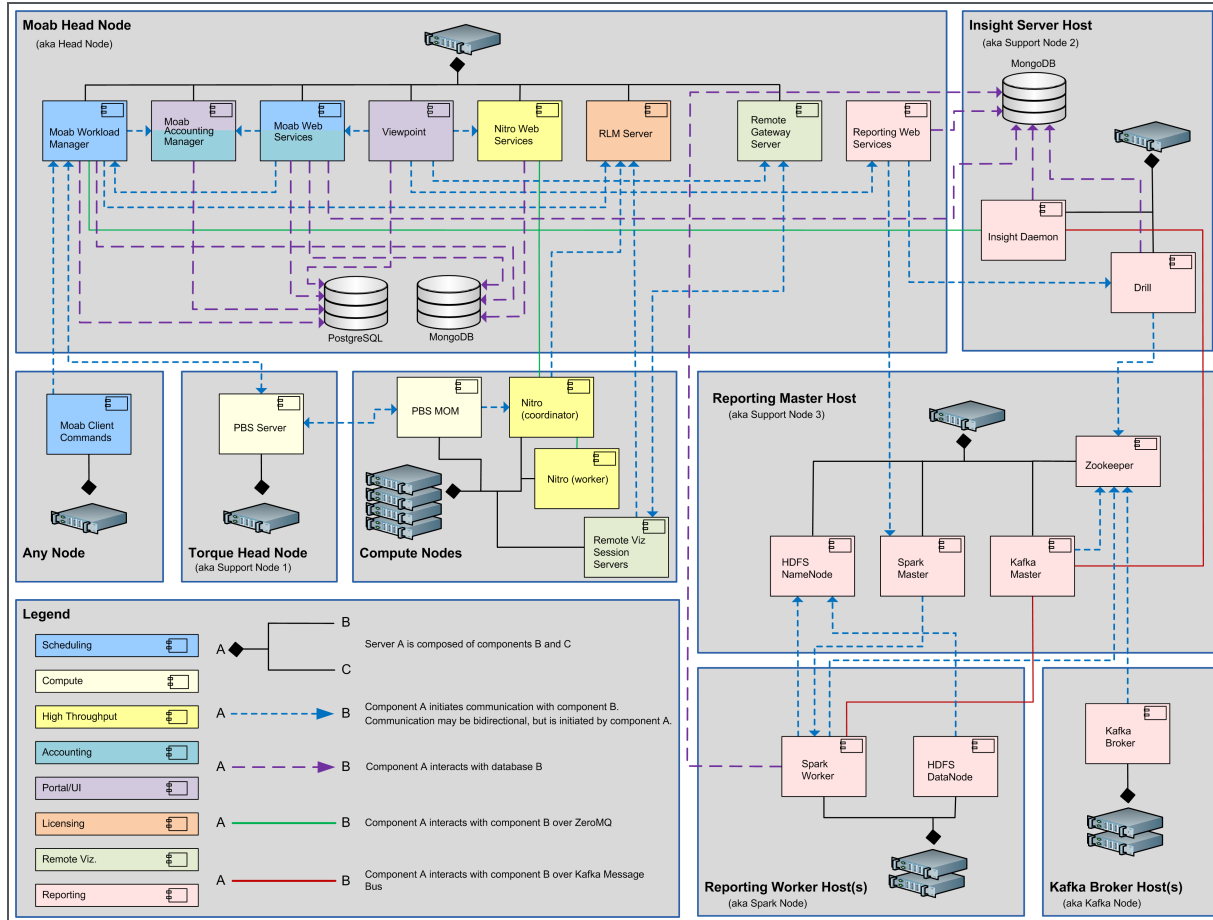 Moab Head Node
(aka Head Node)
Moab Workload
Manager
Moab
Accounting
Manager
Moab Web
Services
Viewpoint
Nitro Web
Services
RLM Server
Remote
Gateway
Server
Reporting Web
Services
PostgreSQL
MongoDB
Insight Server Host
(aka Support Node 2)
MongoDB
Insight Daemon
Drill
Moab Client
Commands
Any Node
PBS Server
Torque Head Node
(aka Support Node 1)
PBS MOM
Nitro
(coordinator)
Nitro (worker)
Remote Viz
Session
Servers
Compute Nodes
Reporting Master Host
(aka Support Node 3)
Zookeeper
HDFS
NameNode
Spark
Master
Kafka
Master
Legend
Scheduling
Compute
High Throughput
Accounting
Portal/UI
Licensing
Remote Viz.
Reporting
A
B
C
Server A is composed of components B and C
A
B
Component A initiates communication with component B.
Communication may be bidirectional, but is initiated by component A.
A
B
Component A interacts with database B
A
B
Component A interacts with component B over ZeroMQ
A
B
Component A interacts with component B over Kafka Message
Bus
Spark
Worker
HDFS
DataNode
Reporting Worker Host(s)
(aka Spark Node)
Kafka
Broker
Kafka Broker Host(s)
(aka Kafka Node)